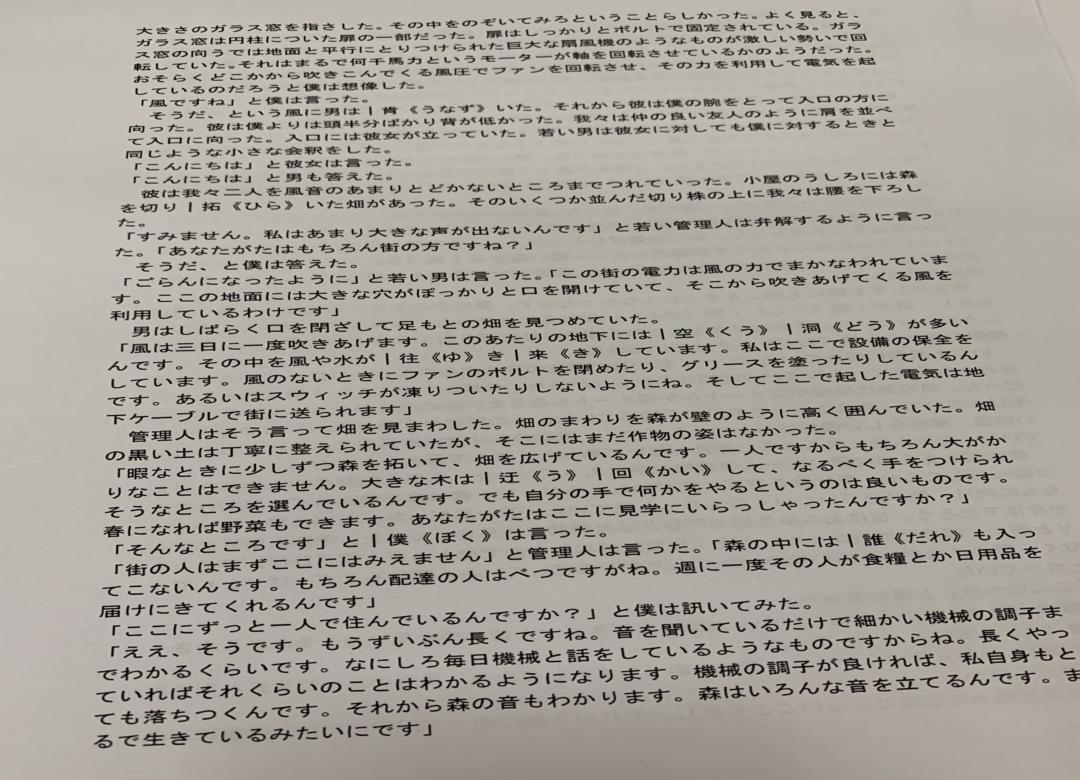 大きさのガラス窓を指さした。その中をのぞいてみろということらしかった。よく見ると、
ガラス窓は円柱についた扉の一部だった。扉はしっかりとボルトで固定されている。ガラ
ス窓の向うでは地面と平行にとりつけられた巨大な扇風機のようなものが激しい勢いで回
転していた。それはまるで何千馬力というモーターが軸を回転させているかのようだった。
おそらくどこかから吹きこんでくる風圧でファンを回転させ、その力を利用して電気を起
しているのだろうと僕は想像した。
「風ですね」と僕は言った。
そうだ、という風に男は|肯《うなず》いた。それから彼は僕の腕をとって入口の方に
向った。彼は僕よりは頭半分ばかり背が低かった。我々は仲の良い友人のように肩を並べ
て入口に向った。入口には彼女が立っていた。若い男は彼女に対しても僕に対するときと
同じような小さな会釈をした。
「こんにちは」と彼女は言った。
「こんにちは」と男も答えた。
彼は我々二人を風音のあまりとどかないところまでつれていった。小屋のうしろには森
を切り|拓《ひら》いた畑があった。そのいくつか並んだ切り株の上に我々は腰を下ろし
た。
「すみません。私はあまり大きな声が出ないんです」と若い管理人は弁解するように言っ
た。「あなたがたはもちろん街の方ですね?」
そうだ、と僕は答えた。
「ごらんになったように」と若い男は言った。「この街の電力は風の力でまかなわれていま
す。ここの地面には大きな穴がぽっかりと口を開けていて、そこから吹きあげてくる風を
利用しているわけです」
男はしばらく口を閉ざして足もとの畑を見つめていた。
「風は三日に一度吹きあげます。このあたりの地下には|空《くう》|洞《どう》が多い
んです。その中を風や水が|往《ゆ》き|来《き》しています。私はここで設備の保全を
しています。風のないときにファンのボルトを閉めたり、グリースを塗ったりしているん
です。あるいはスウィッチが凍りついたりしないようにね。そしてここで起した電気は地
下ケーブルで街に送られます」
管理人はそう言って畑を見まわした。畑のまわりを森が壁のように高く囲んでいた。畑
の黒い土は丁寧に整えられていたが、そこにはまだ作物の姿はなかった。
「暇なときに少しずつ森を拓いて、畑を広げているんです。一人ですからもちろん大がか
りなことはできません。大きな木は|迂《う》|回《かい》して、なるべく手をつけられ
そうなところを選んでいるんです。でも自分の手で何かをやるというのは良いものです。
春になれば野菜もできます。あなたがたはここに見学にいらっしゃったんですか?」
「そんなところです」と|僕《ぼく》は言った。
「街の人はまずここにはみえません」と管理人は言った。「森の中には|誰《だれ》も入っ
てこないんです。もちろん配達の人はべつですがね。週に一度その人が食糧とか日用品を
届けにきてくれるんです」
「ここにずっと一人で住んでいるんですか?」と僕は訊いてみた。
「ええ、そうです。もうずいぶん長くですね。音を聞いているだけで細かい機械の調子ま
でわかるくらいです。なにしろ毎日機械と話をしているようなものですからね。長くやっ
ていればそれくらいのことはわかるようになります。機械の調子が良ければ、私自身もと
ても落ちつくんです。それから森の音もわかります。森はいろんな音を立てるんです。ま
るで生きているみたいにです」